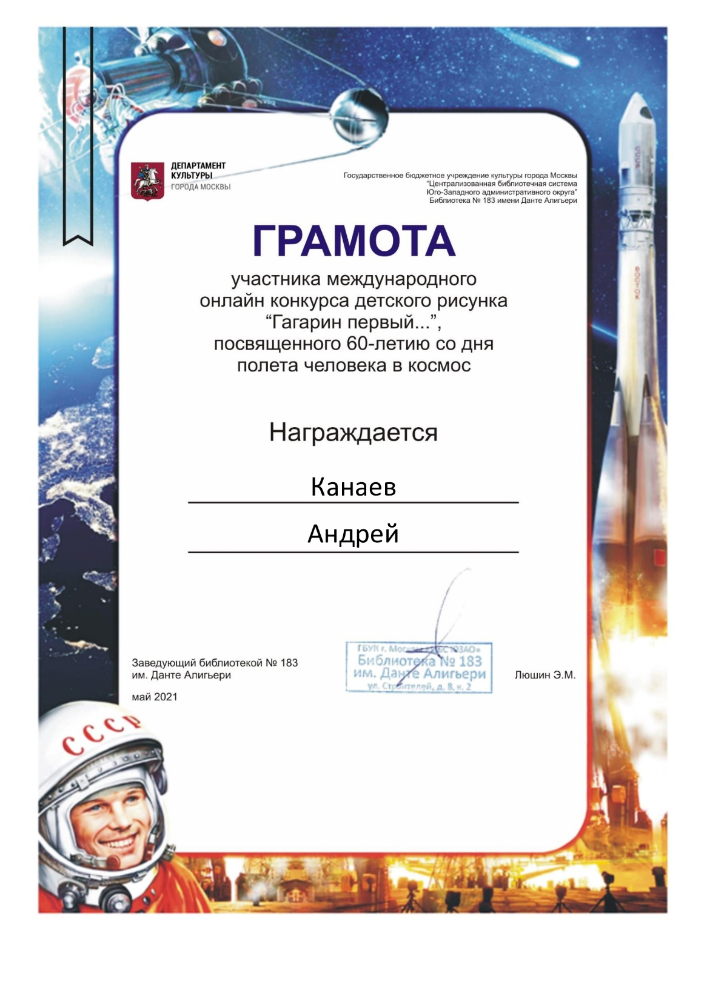 ДЕПАРТАМЕНТ
КУЛЬТУРЫ
ГОРОДА МОСКВЫ
Государственное бюджетное учреждение культуры города Москвы
“Централизованная библиотечная система
Юго-Западного административного округа”
Библиотека № 183 имени Данте Алигьери
ГРАМОТА
участника международного
онлайн конкурса детского рисунка
“Гагарин первый...”,
посвященного 60-летию со дня
полета человека в космос
Награждается
Канаев
Андрей
Заведующий библиотекой № 183
им. Данте Алигьери
май 2021
ГБУК г. Москвы «ЦБС ЮЗАО»
Библиотека № 183
им. Данте Алигьери
ул. Строителей, д. 8, к. 2
Люшин Э.М.
СССР
СССР
ВОСТОК